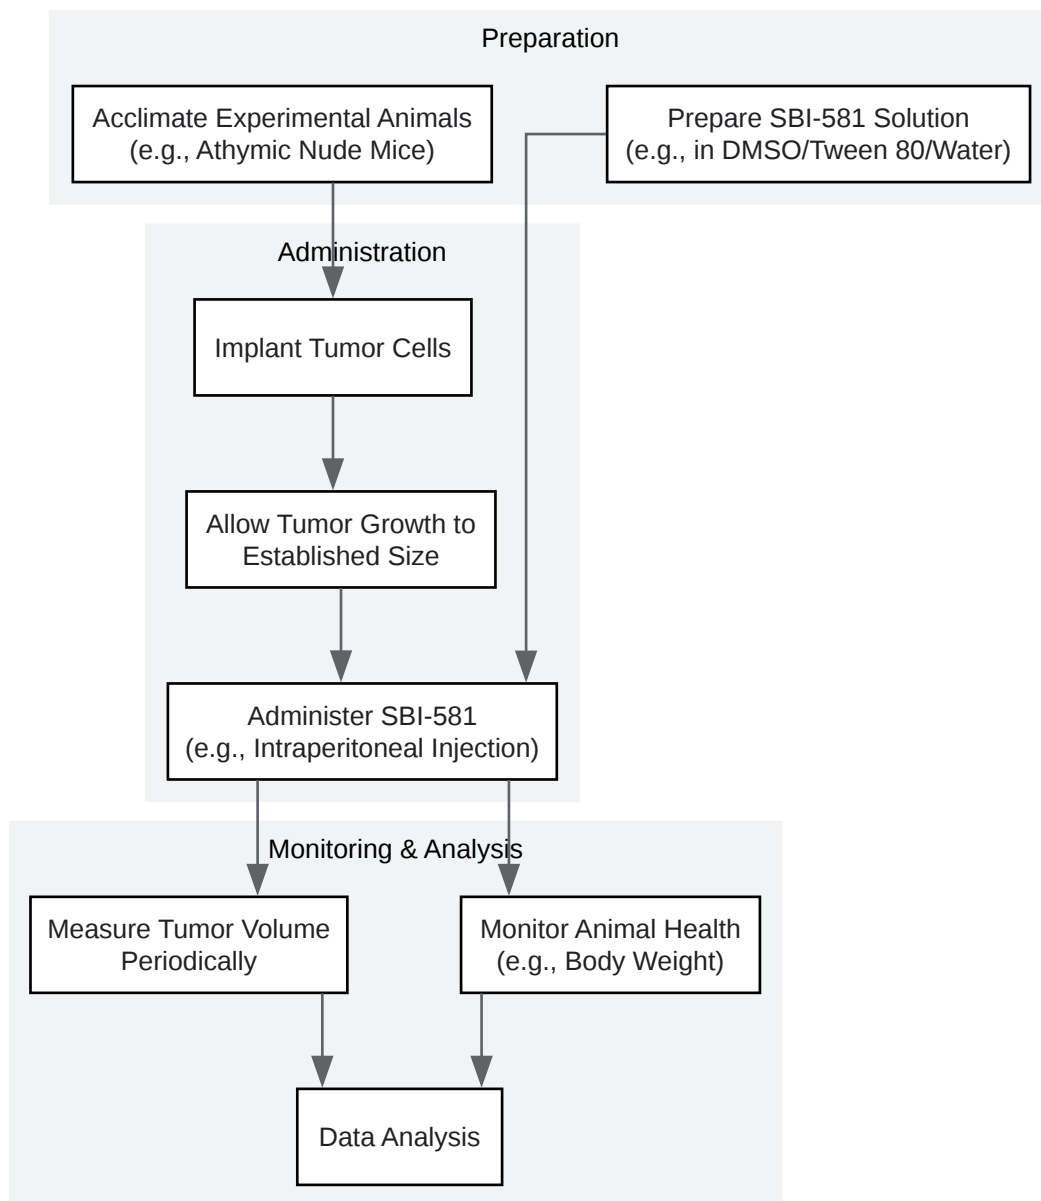 Preparation
Acclimate Experimental Animals
(e.g., Athymic Nude Mice)
Prepare SBI-581 Solution
(e.g., in DMSO/Tween 80/Water)
Administration
Implant Tumor Cells
Allow Tumor Growth to
Established Size
Administer SBI-581
(e.g., Intraperitoneal Injection)
Monitoring & Analysis
Measure Tumor Volume
Periodically
Monitor Animal Health
(e.g., Body Weight)
Data Analysis